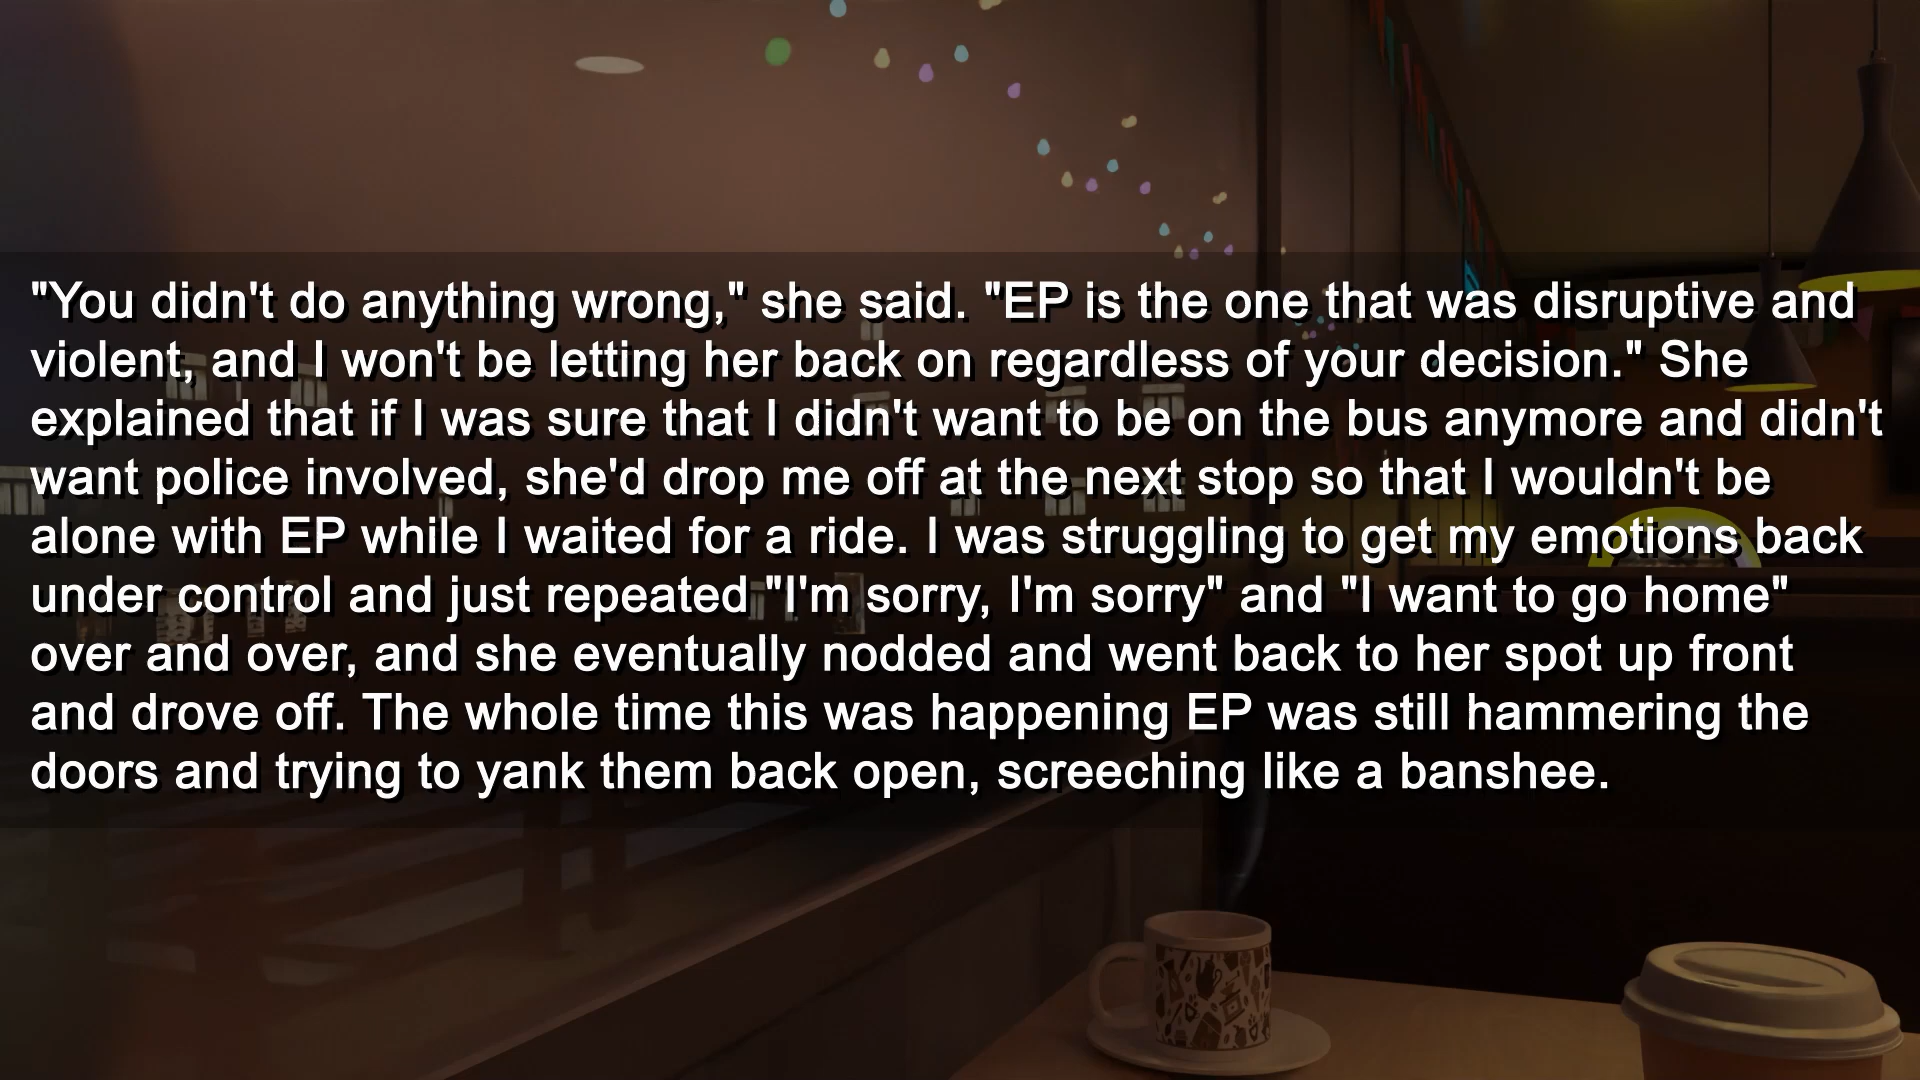 "You didn't do anything wrong," she said. "EP is the one that was disruptive and
violent, and I won't be letting her back on regardless of your decision." She
explained that if I was sure that I didn't want to be on the bus anymore and didn't
want police involved, she'd drop me off at the next stop so that I wouldn't be
alone with EP while I waited for a ride. I was struggling to get my emotions back
under control and just repeated "I'm sorry, I'm sorry" and "I want to go home"
over and over, and she eventually nodded and went back to her spot up front
and drove off. The whole time this was happening EP was still hammering the
doors and trying to yank them back open, screeching like a banshee.